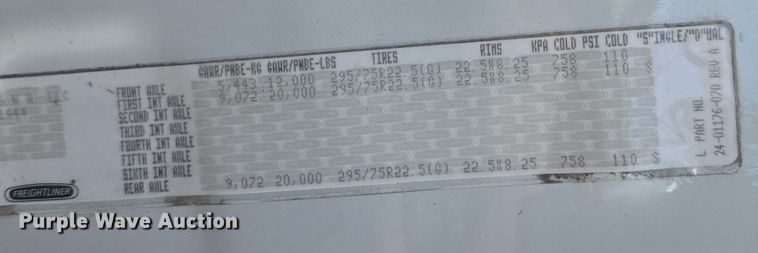 GAWR/PNBE-KG GAWR/PNBE-LBS TIRES RIMS KPA COLD PSI COLD "S"INGLE/"D"UAL
FRONT AXLE 5,443 12,000 295/75R22.5(G) 22.5X8.25 758 110
FIRST INT AXLE 9,072 20,000 295/75R22.5(G) 22.5X8.25 758 110 S
SECOND INT AXLE
THIRD INT AXLE
FOURTH INT AXLE
FIFTH INT AXLE
SIXTH INT AXLE
REAR AXLE 9,072 20,000 295/75R22.5(G) 22.5X8.25 758 110 S
LLC
1444
L PART NO.
24-01176-070 REV A
FREIGHTLINER
Purple Wave Auction